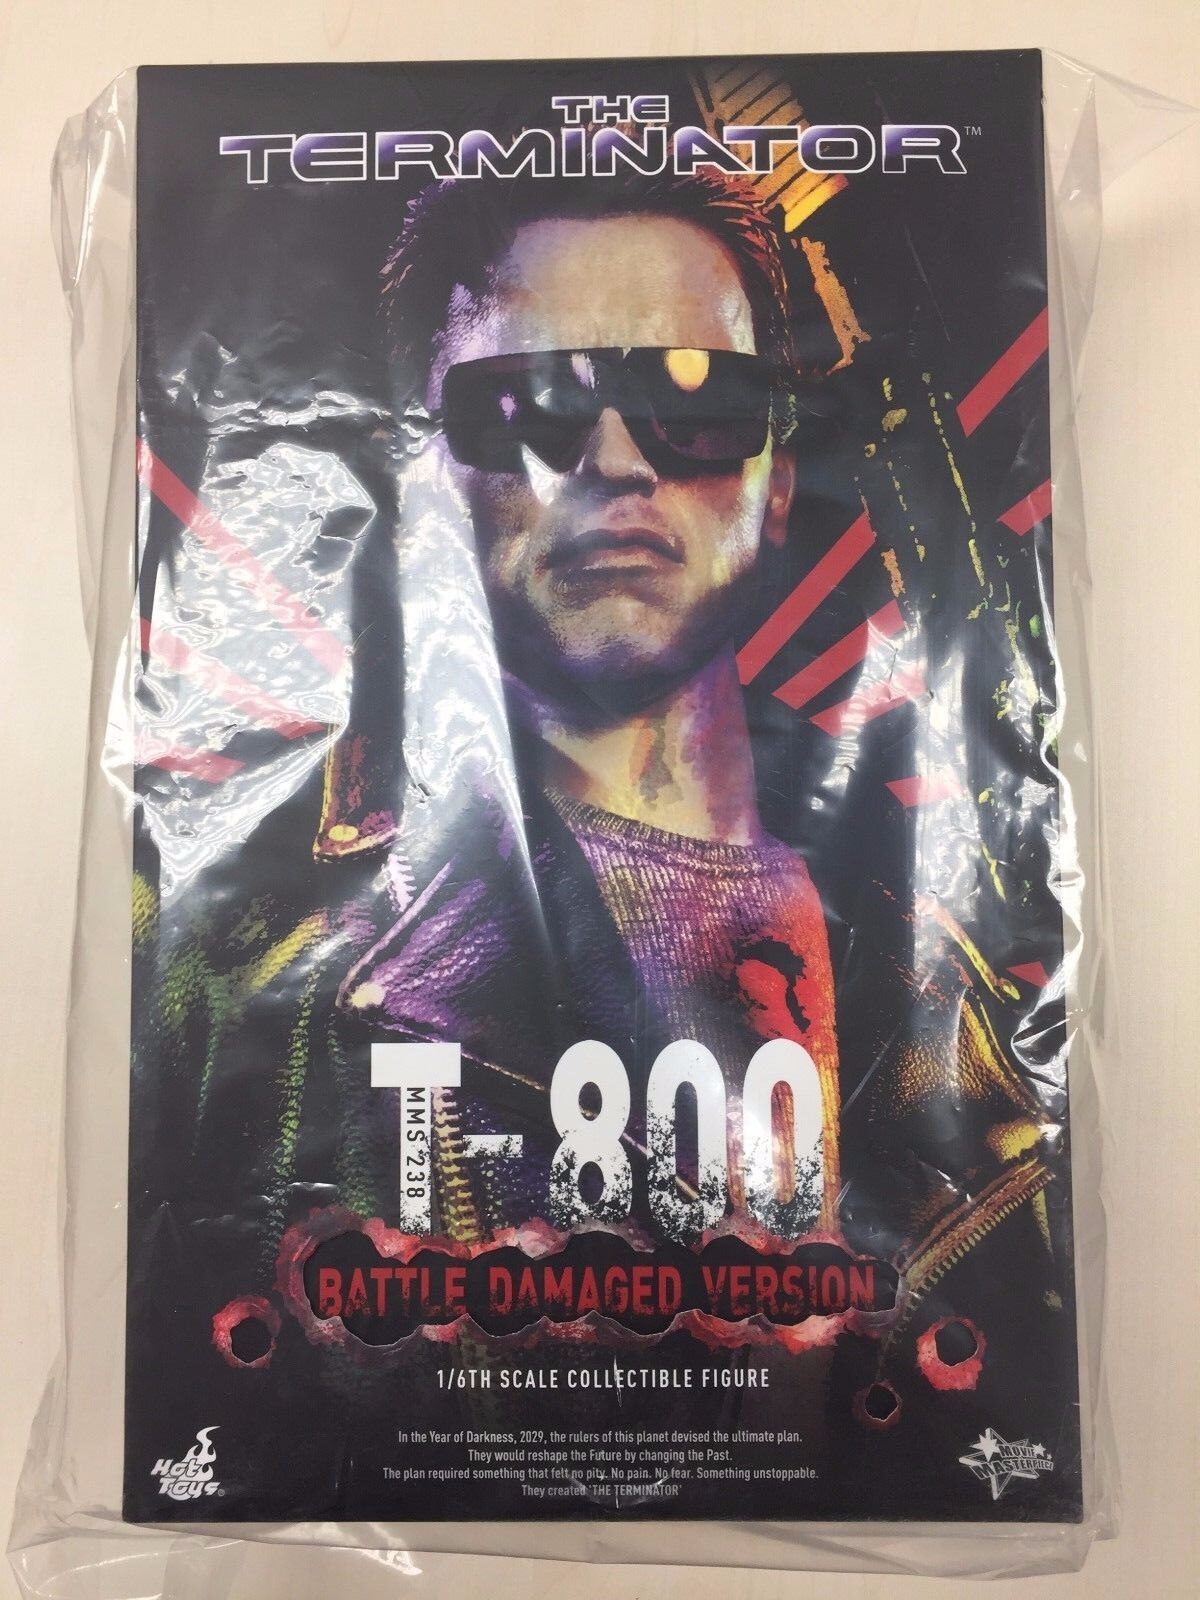 THE
TERMINATOR™
T-800
MMS 238
BATTLE DAMAGED VERSION
1/6TH SCALE COLLECTIBLE FIGURE
In the Year of Darkness, 2029, the rulers of this planet devised the ultimate plan.
They would reshape the Future by changing the Past.
The plan required something that felt no pity. No pain. No fear. Something unstoppable.
They created 'THE TERMINATOR'
Hot
Toys®
MOVIE
MASTERPIECE